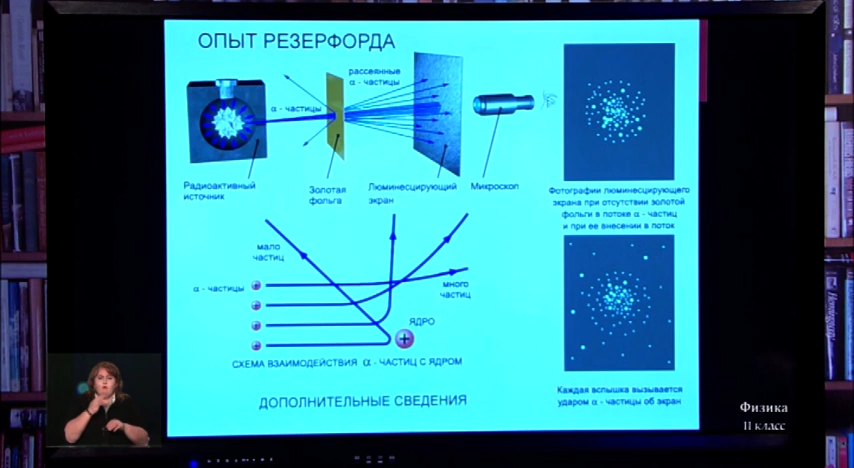 ОПЫТ РЕЗЕРФОРДА
рассеянные
α - частицы
α - частицы
Радиоактивный
источник
Золотая
фольга
Люминесцирующий
экран
Микроскоп
Фотографии люминесцирующего
экрана при отсутствии золотой
фольги в потоке α - частиц
и при ее внесении в поток
мало
частиц
α - частицы
много
частиц
ЯДРО
СХЕМА ВЗАИМОДЕЙСТВИЯ α - ЧАСТИЦ С ЯДРОМ
ДОПОЛНИТЕЛЬНЫЕ СВЕДЕНИЯ
Каждая вспышка вызывается
ударом α - частицы об экран
Физика
11 класс